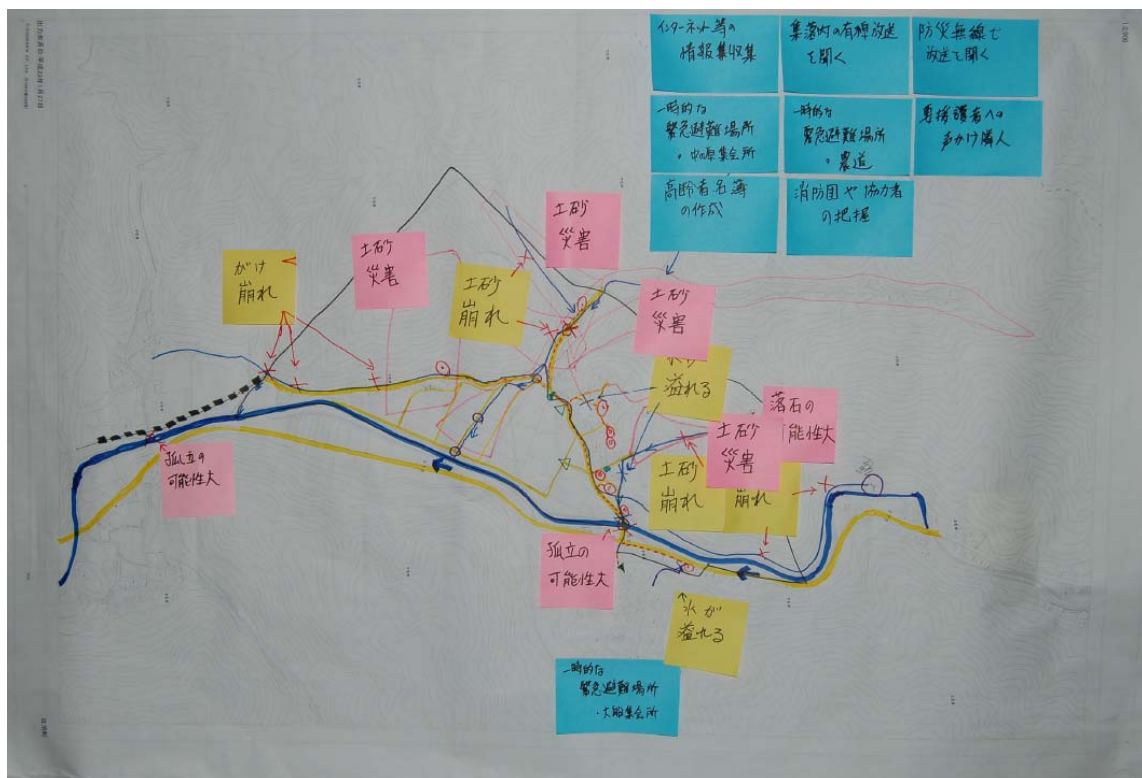 1:2,000
インターネット等の
情報集収集
集落内の有線放送
を聞く
防災無線で
放送を聞く
一時的な
緊急避難場所
・中の原集会所
一時的な
緊急避難場所
・農道
要援護者への
声かけ隣人
高齢者名簿
の作成
消防団や協力者
の把握
土砂
災害
土砂
災害
がけ
崩れ
土砂
崩れ
土砂
災害
溢れる
落石の
可能性大
土砂
災害
土砂
崩れ
崩れ
孤立の
可能性大
孤立の
可能性大
水が
溢れる
一時的な
緊急避難場所